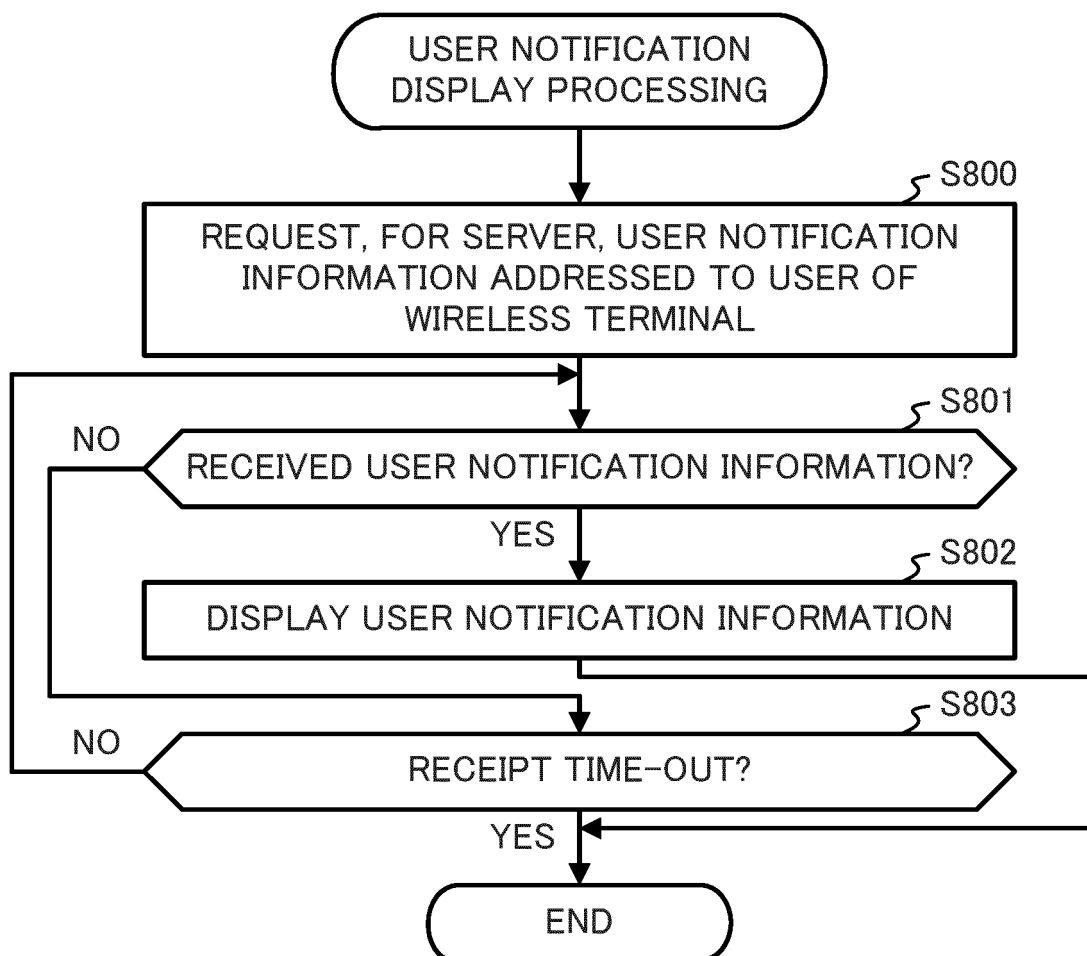 USER NOTIFICATION
DISPLAY PROCESSING
S800
REQUEST, FOR SERVER, USER NOTIFICATION
INFORMATION ADDRESSED TO USER OF
WIRELESS TERMINAL
S801
NO
RECEIVED USER NOTIFICATION INFORMATION?
YES
S802
DISPLAY USER NOTIFICATION INFORMATION
S803
NO
RECEIPT TIME-OUT?
YES
END